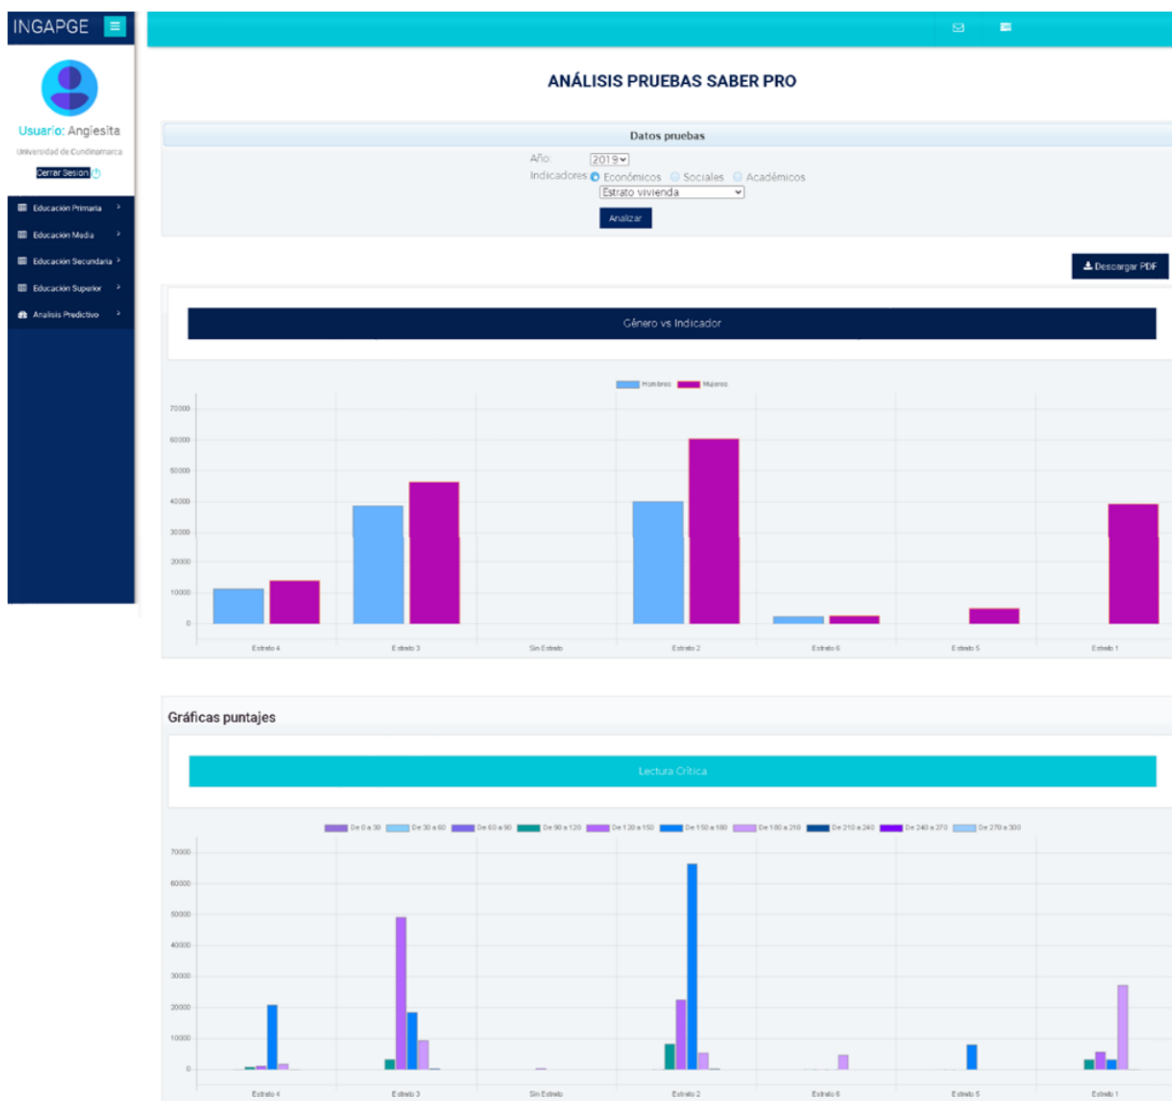 INGAPGE
ANÁLISIS PRUEBAS SABER PRO
Usuario: Angiesita
Universidad de Cundinamarca
Cerrar Sesion
Educación Primaria
Educación Media
Educación Secundaria
Educación Superior
Analisis Predictivo
Datos pruebas
Año: 2019
Indicadores: Económicos Sociales Académicos
Estrato vivienda
Analizar
Descargar PDF
Género vs Indicador
Hombres Mujeres
70000
60000
50000
40000
30000
20000
10000
0
Estrato 4 Estrato 3 Sin Estrato Estrato 2 Estrato 6 Estrato 5 Estrato 1
Gráficas puntajes
Lectura Crítica
De 0 a 30 De 30 a 60 De 60 a 90 De 90 a 120 De 120 a 150 De 150 a 180 De 180 a 210 De 210 a 240 De 240 a 270 De 270 a 300
70000
60000
50000
40000
30000
20000
10000
0
Estrato 4 Estrato 3 Sin Estrato Estrato 2 Estrato 6 Estrato 5 Estrato 1